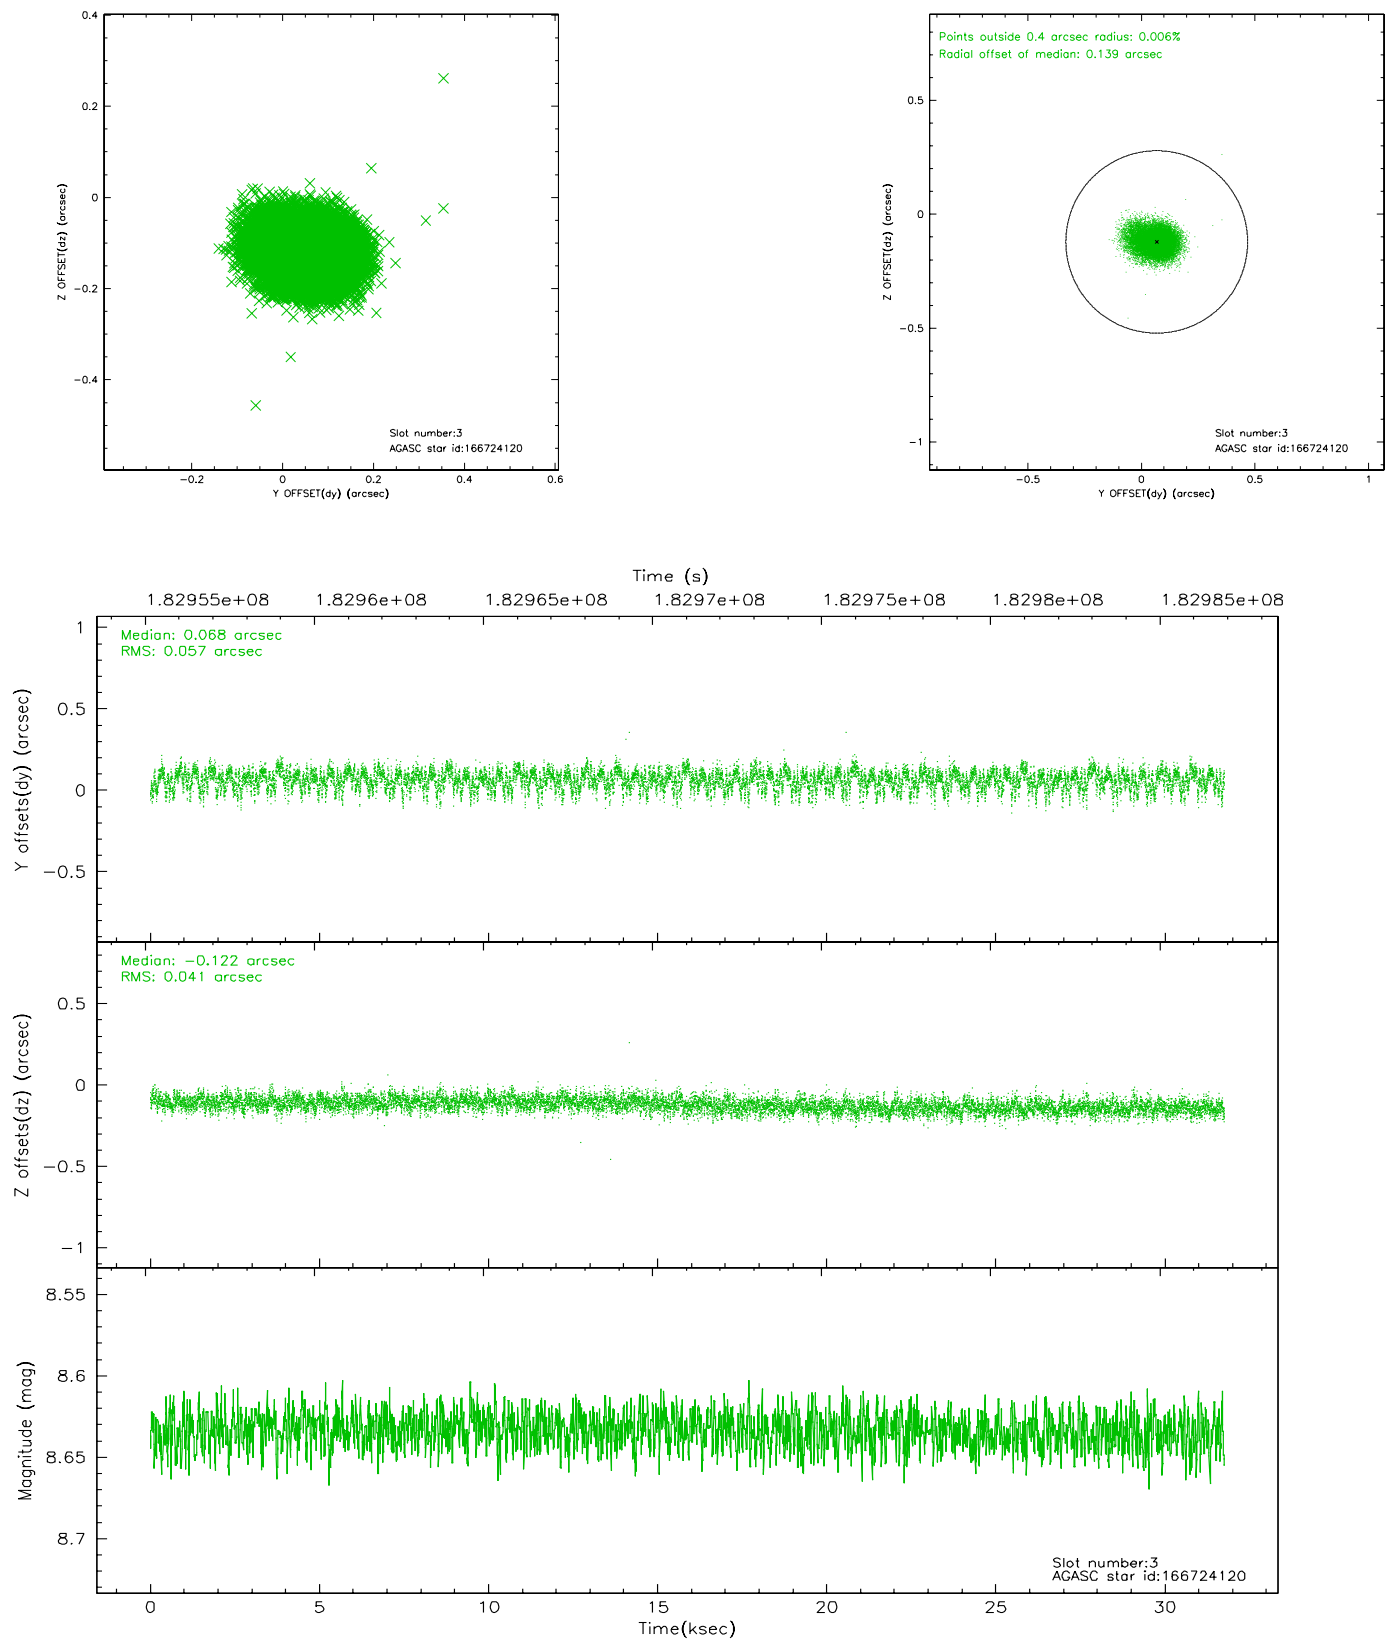 0.4
0.2
0
−0.2
−0.4
Z OFFSET(dz) (arcsec)
−0.2
0
0.2
0.4
0.6
Y OFFSET(dy) (arcsec)
Slot number:3
AGASC star id:166724120
Points outside 0.4 arcsec radius: 0.006%
Radial offset of median: 0.139 arcsec
0.5
0
−0.5
−1
Z OFFSET(dz) (arcsec)
−0.5
0
0.5
1
Y OFFSET(dy) (arcsec)
Slot number:3
AGASC star id:166724120
Time (s)
1.82955e+08
1.8296e+08
1.82965e+08
1.8297e+08
1.82975e+08
1.8298e+08
1.82985e+08
Median: 0.068 arcsec
RMS: 0.057 arcsec
1
0.5
0
−0.5
Y offsets(dy) (arcsec)
Median: −0.122 arcsec
RMS: 0.041 arcsec
0.5
0
−0.5
−1
Z offsets(dz) (arcsec)
8.55
8.6
8.65
8.7
Magnitude (mag)
Slot number:3
AGASC star id:166724120
0
5
10
15
20
25
30
Time(ksec)